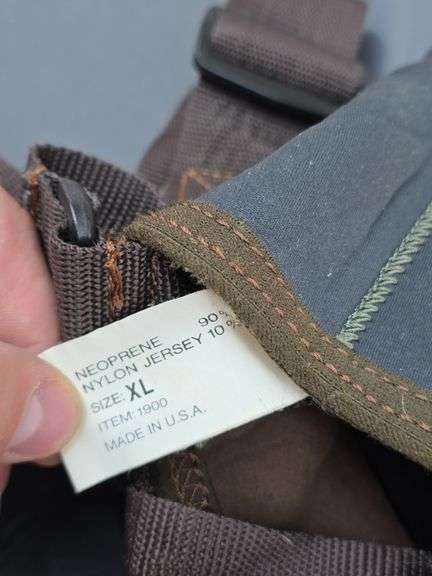 NEOPRENE 90%
NYLON JERSEY 10%
SIZE: XL
ITEM: 1900
MADE IN U.S.A.